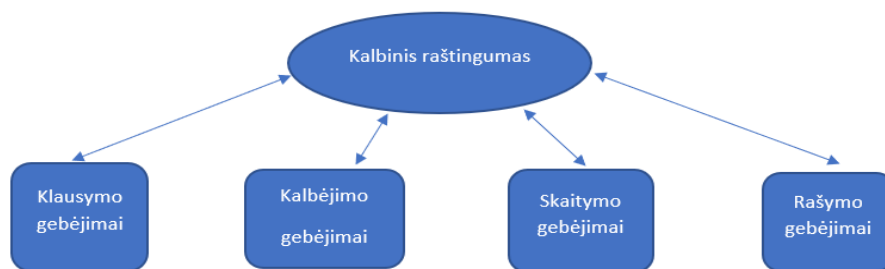 Kalbinis raštingumas
Klausymo
gebėjimai
Kalbėjimo
gebėjimai
Skaitymo
gebėjimai
Rašymo
gebėjimai